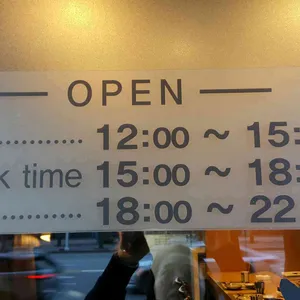 OPEN
............ 12:00 ~ 15:
k time 15:00 ~ 18:
............ 18:00 ~ 22